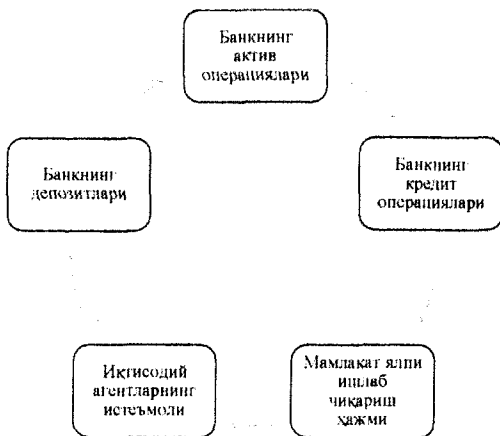 Банкнинг
актив
операциялари
Банкнинг
депозитлари
Банкнинг
кредит
операциялари
Иқтисодий
агентларнинг
истеъмоли
Мамлакат ялпи
ишлаб
чиқариш
ҳажми